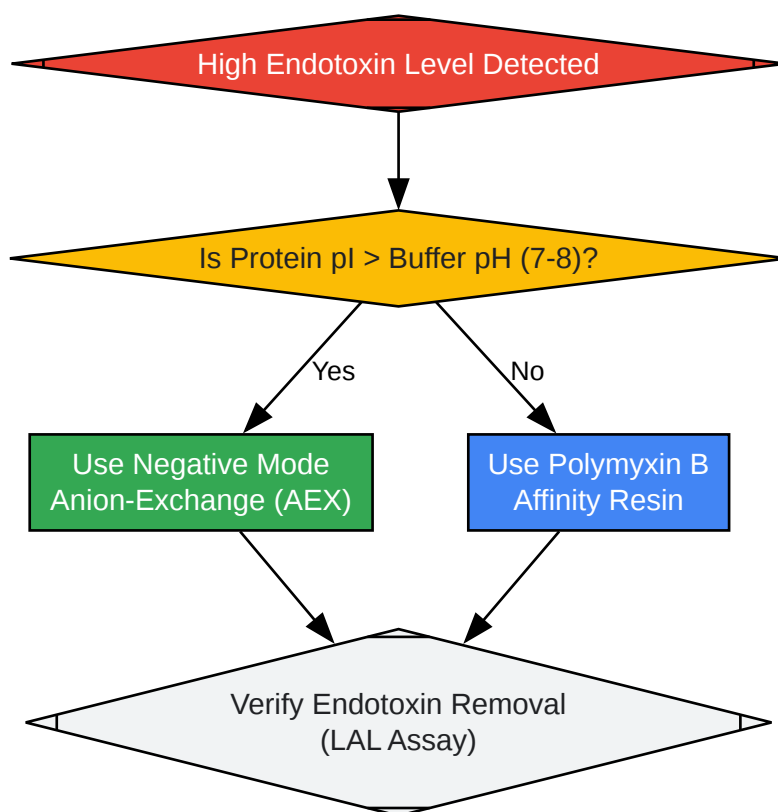 High Endotoxin Level Detected
Is Protein pI > Buffer pH (7-8)?
Yes
No
Use Negative Mode
Anion-Exchange (AEX)
Use Polymyxin B
Affinity Resin
Verify Endotoxin Removal
(LAL Assay)